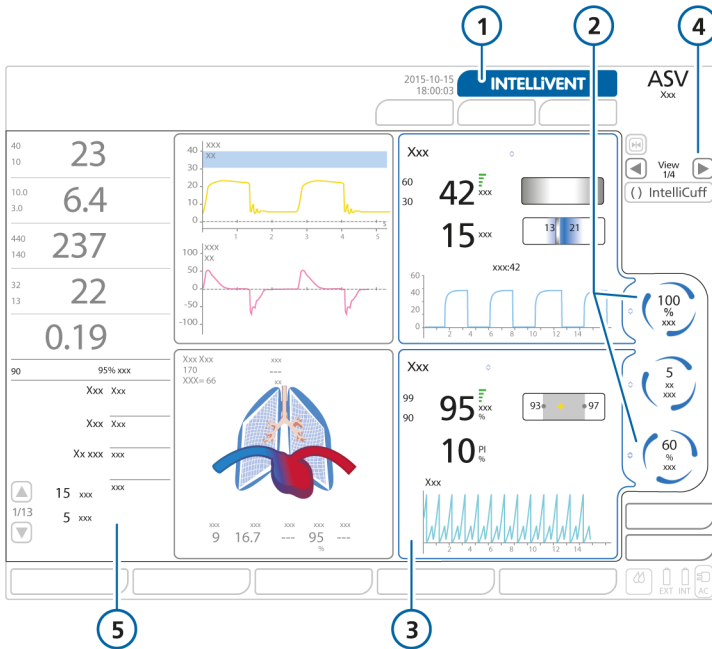 1
2
4
2015-10-15
18:00:03
INTELLiVENT
ASV
Xxx
40
10
23
10.0
3.0
6.4
440
140
237
32
13
22
0.19
90
95% xxx
Xxx Xxx
Xxx Xxx
Xx xxx xxx
xxx
15 xxx
1/13
5 xxx
xxx
xx
40
30
20
10
0
1 2 3 4 5
5
xxx
xx
100
50
0
-50
-100
Xxx Xxx
170
XXX= 66
xxx
---
xx
xxx xxx xxx xxx xxx
9 16.7 --- 95 ---
%
Xxx
60
30
42 xxx
15 xxx
13 21
xxx:42
60
40
20
0
2 4 6 8 10 12 14
Xxx
99
90
95 xxx
%
93 97
10 PI
%
Xxx
2 4 6 8 10 12 14
View
1/4
() IntelliCuff
100
%
xxx
5
xx
xxx
60
%
xxx
EXT INT AC
5
3